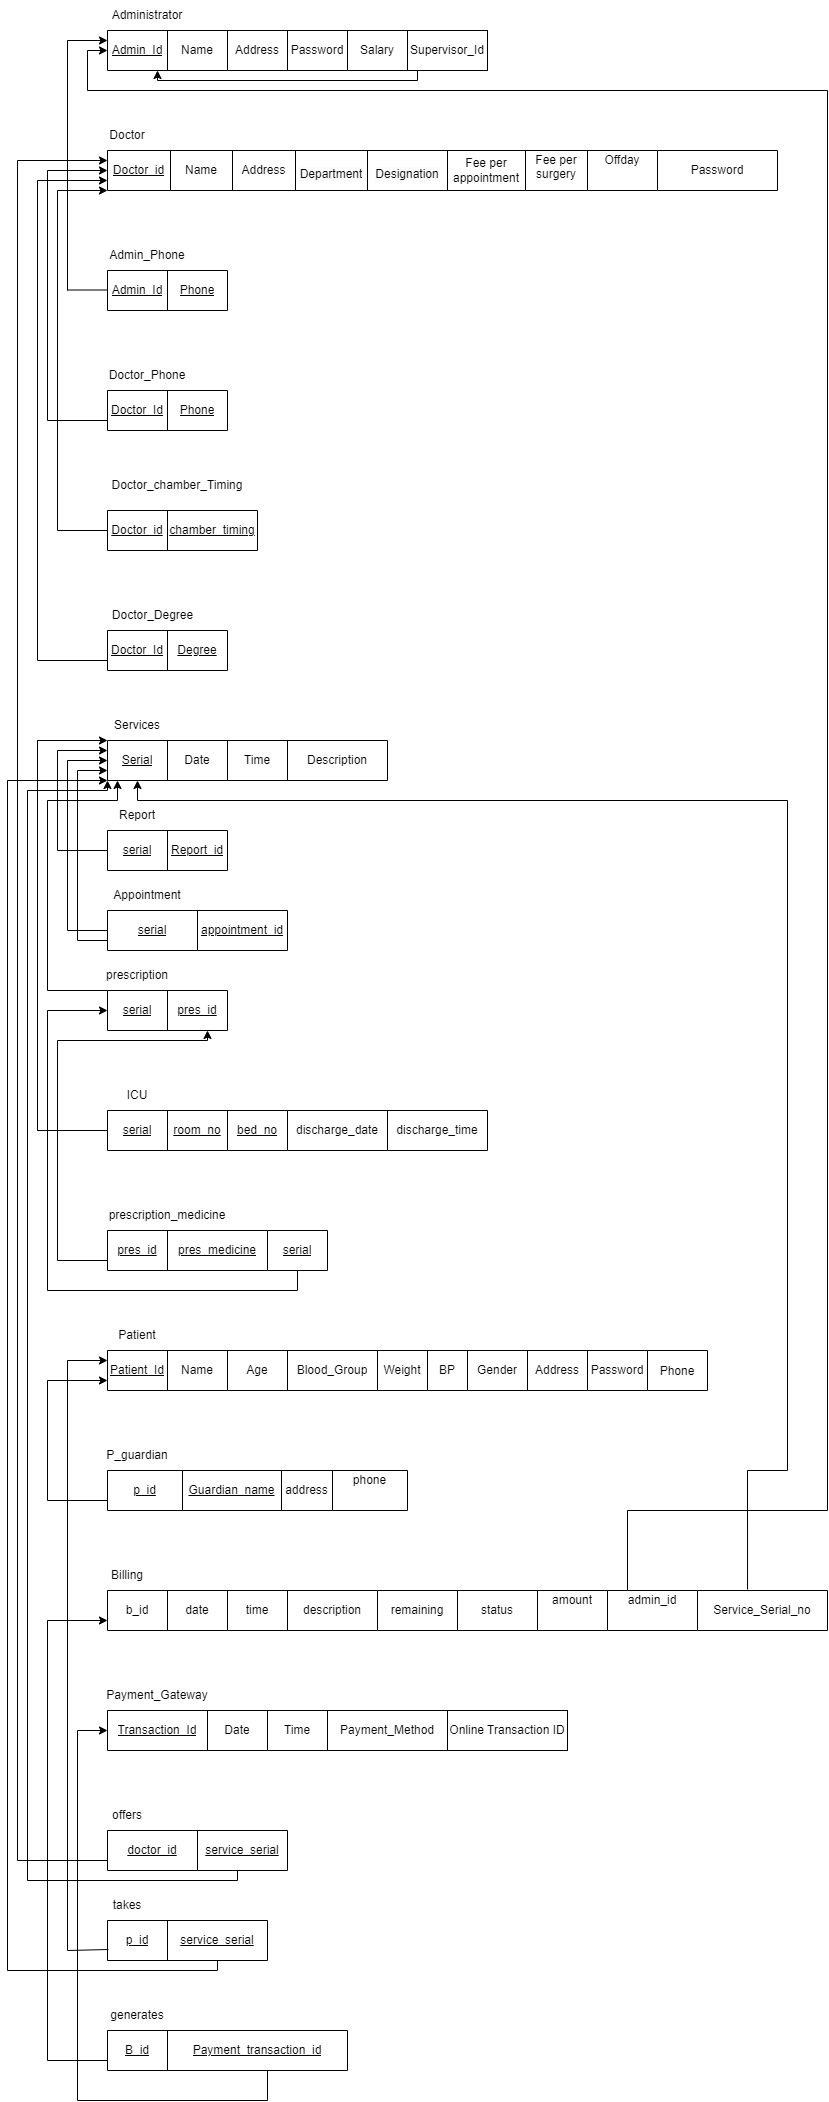 Administrator
Admin_Id Name Address Password Salary Supervisor_Id
Doctor
Doctor_id Name Address Department Designation Fee per appointment Fee per surgery Offday Password
Admin_Phone
Admin_Id Phone
Doctor_Phone
Doctor_Id Phone
Doctor_chamber_Timing
Doctor_id chamber_timing
Doctor_Degree
Doctor_Id Degree
Services
Serial Date Time Description
Report
serial Report_id
Appointment
serial appointment_id
prescription
serial pres_id
ICU
serial room_no bed_no discharge_date discharge_time
prescription_medicine
pres_id pres_medicine serial
Patient
Patient_Id Name Age Blood_Group Weight BP Gender Address Password Phone
P_guardian
p_id Guardian_name address phone
Billing
b_id date time description remaining status amount admin_id Service_Serial_no
Payment_Gateway
Transaction_Id Date Time Payment_Method Online Transaction ID
offers
doctor_id service_serial
takes
p_id service_serial
generates
B_id Payment_transaction_id